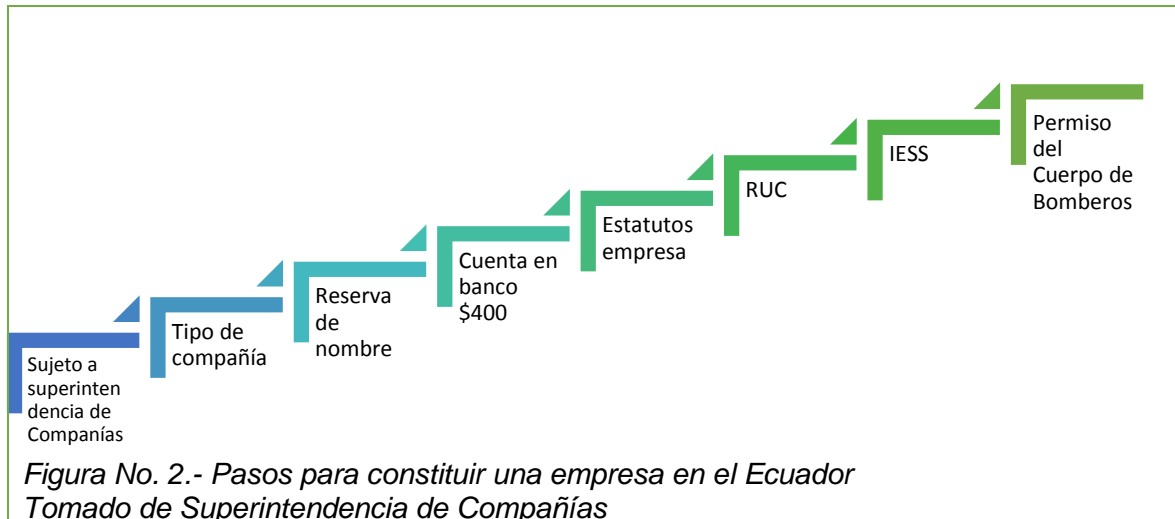 Sujeto a
superinten
dencia de
Companías
Tipo de
compañía
Reserva
de
nombre
Cuenta en
banco
$400
Estatutos
empresa
RUC
IESS
Permiso
del
Cuerpo de
Bomberos
Figura No. 2.- Pasos para constituir una empresa en el Ecuador
Tomado de Superintendencia de Compañías